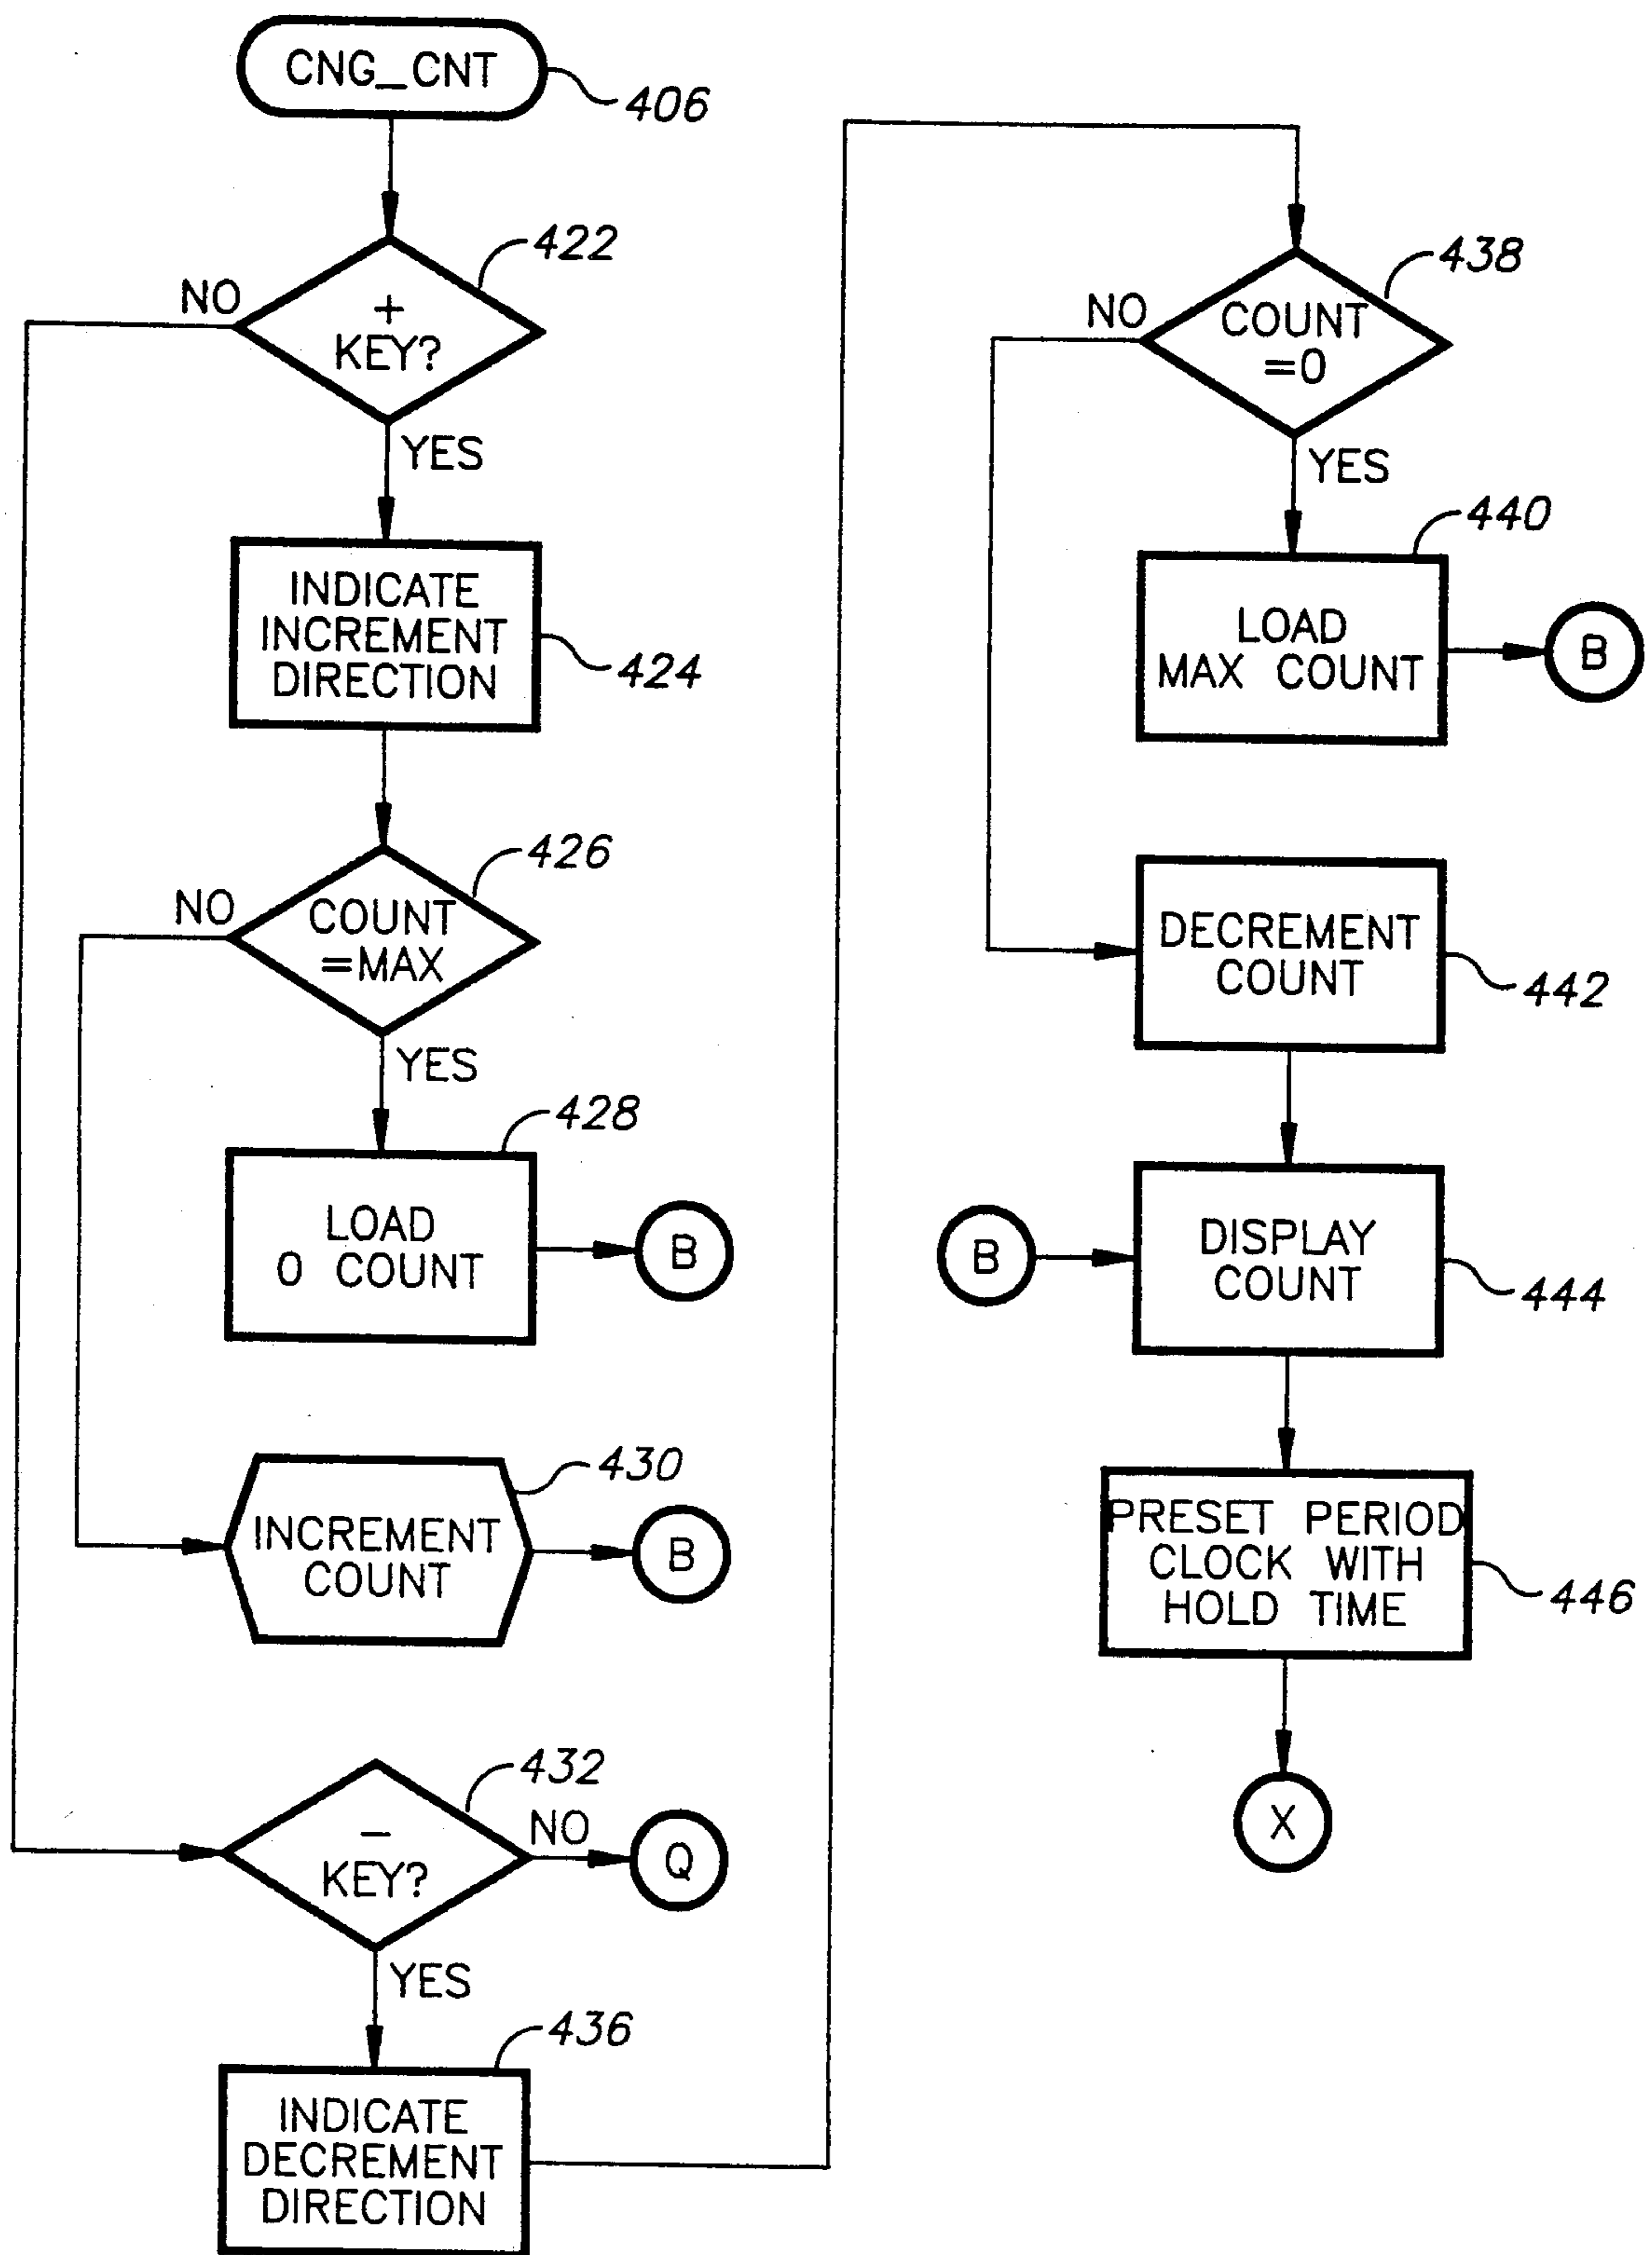 CNG_CNT
406
422
NO
+
KEY?
YES
INDICATE
INCREMENT
DIRECTION
424
426
NO
COUNT
=MAX
YES
428
LOAD
0 COUNT
B
430
INCREMENT
COUNT
B
432
–
KEY?
NO
Q
YES
436
INDICATE
DECREMENT
DIRECTION
438
NO
COUNT
=0
YES
440
LOAD
MAX COUNT
B
DECREMENT
COUNT
442
B
DISPLAY
COUNT
444
PRESET PERIOD
CLOCK WITH
HOLD TIME
446
X